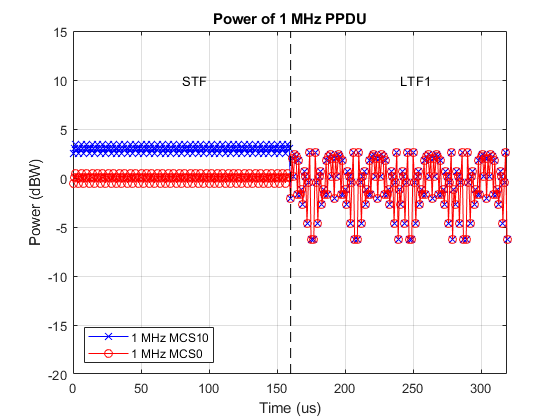 Power of 1 MHz PPDU
15
10
5
0
-5
-10
-15
-20
Power (dBW)
STF
LTF1
1 MHz MCS10
1 MHz MCS0
0
50
100
150
200
250
300
Time (us)